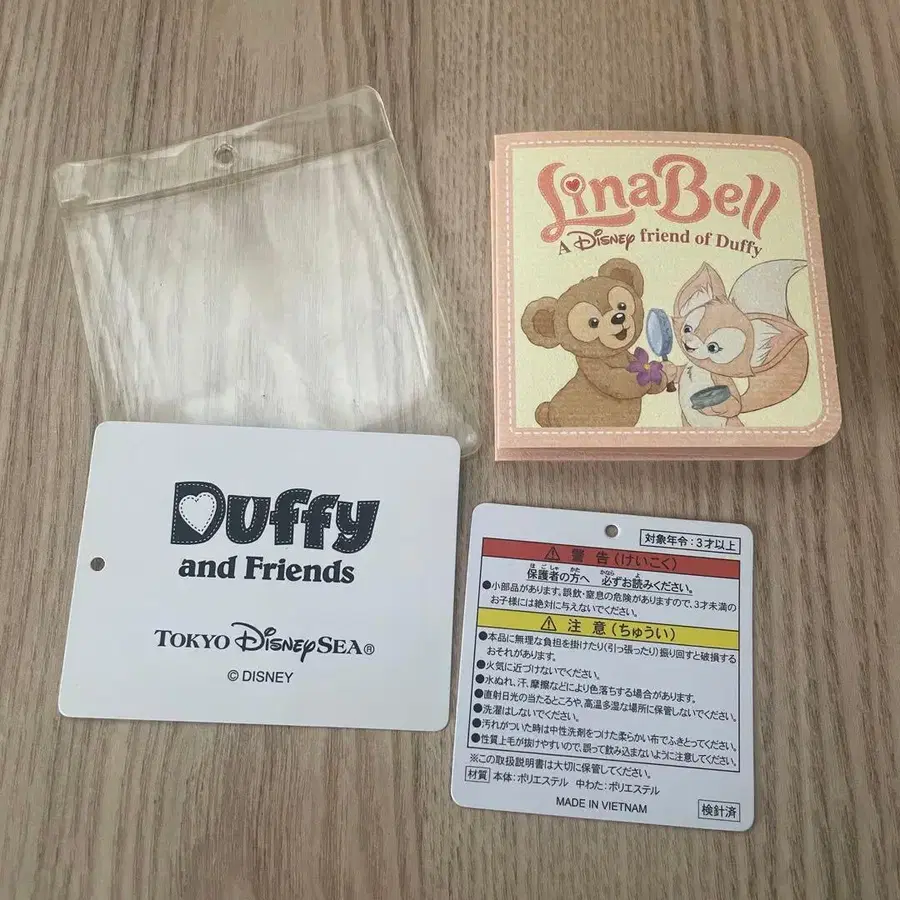 LinaBell
A Disney friend of Duffy
Duffy
and Friends
TOKYO DISNEYSEA®
© DISNEY
対象年令:3才以上
⚠ 警告(けいこく)
ほごしゃ かた かなら よ
保護者の方へ 必ずお読みください。
●小部品があります。誤飲・窒息の危険がありますので、3才未満の
お子様には絶対に与えないでください。
⚠ 注意(ちゅうい)
●本品に無理な負担を掛けたり(引っ張ったり)振り回すと破損する
おそれがあります。
●火気に近づけないでください。
●水ぬれ、汗、摩擦などにより色落ちする場合があります。
●直射日光の当たるところや、高温多湿な場所に保管しないでください。
●洗濯はしないでください。
●汚れがついた時は中性洗剤をつけた柔らかい布でふきとってください。
●性質上毛が抜けやすいので、誤って飲み込まないように注意してください。
※この取扱説明書は大切に保管してください。
材質 本体:ポリエステル 中わた:ポリエステル
MADE IN VIETNAM
検針済